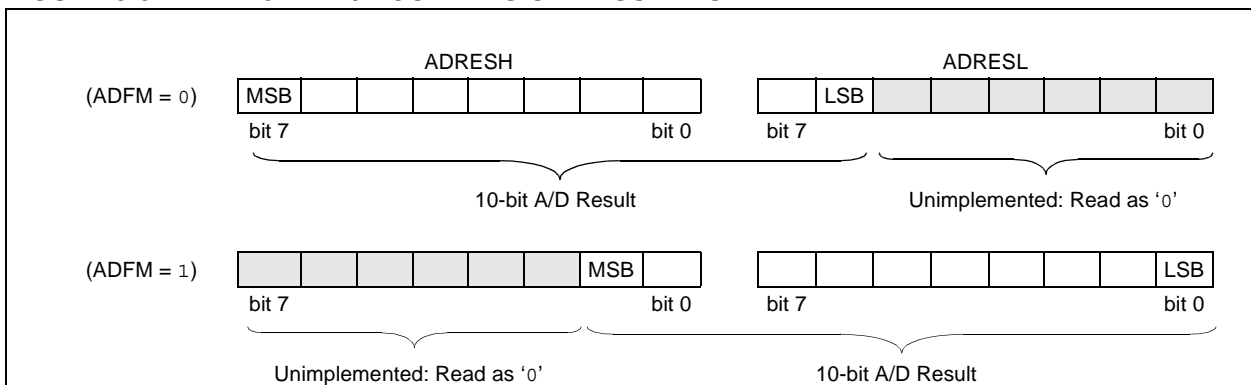 ADRESH ADRESL
(ADFM = 0) MSB LSB
bit 7 bit 0 bit 7 bit 0
10-bit A/D Result Unimplemented: Read as ‘0’
(ADFM = 1) MSB LSB
bit 7 bit 0 bit 7 bit 0
Unimplemented: Read as ‘0’ 10-bit A/D Result